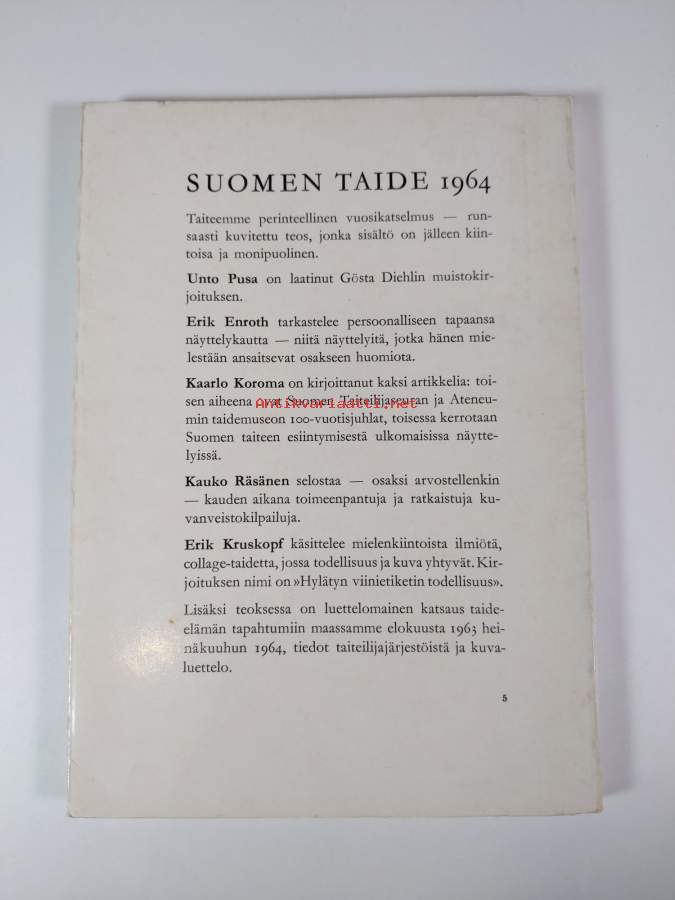 SUOMEN TAIDE 1964
Taiteemme perinteellinen vuosikatselmus — run-
saasti kuvitettu teos, jonka sisältö on jälleen kiin-
toisa ja monipuolinen.
Unto Pusa on laatinut Gösta Diehlin muistokir-
joituksen.
Erik Enroth tarkastelee persoonalliseen tapaansa
näyttelykautta — niitä näyttelyitä, jotka hänen mie-
lestään ansaitsevat osakseen huomiota.
Kaarlo Koroma on kirjoittanut kaksi artikkelia: toi-
sen aiheena ovat Suomen Taiteilijaseuran ja Ateneu-
Antikvariaatti.net
min taidemuseon 100-vuotisjuhlat, toisessa kerrotaan
Suomen taiteen esiintymisestä ulkomaisissa näytte-
lyissä.
Kauko Räsänen selostaa — osaksi arvostellenkin
— kauden aikana toimeenpantuja ja ratkaistuja ku-
vanveistokilpailuja.
Erik Kruskopf käsittelee mielenkiintoista ilmiötä,
collage-taidetta, jossa todellisuus ja kuva yhtyvät. Kir-
joituksen nimi on »Hylätyn viinietiketin todellisuus».
Lisäksi teoksessa on luettelomainen katsaus taide-
elämän tapahtumiin maassamme elokuusta 1963 hei-
näkuuhun 1964, tiedot taiteilijajärjestöistä ja kuva-
luettelo.
5